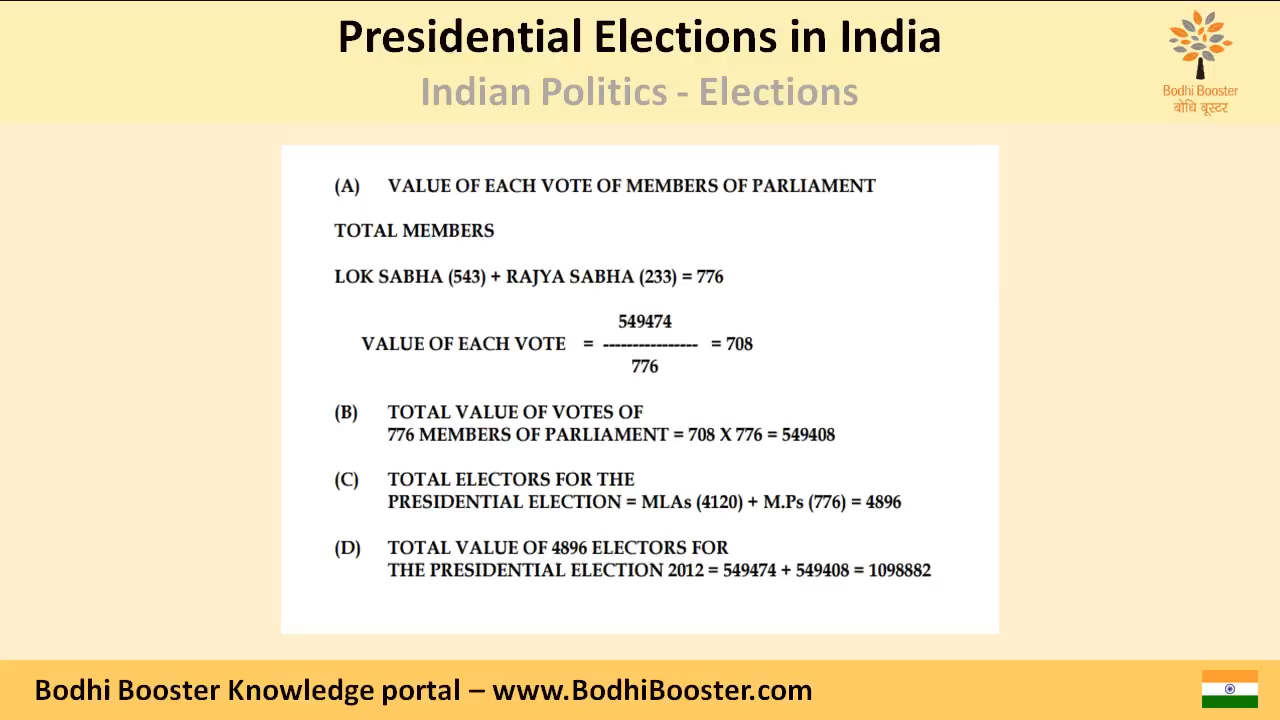 Presidential Elections in India
Indian Politics - Elections
Bodhi Booster
बोधि बूस्टर
(A) VALUE OF EACH VOTE OF MEMBERS OF PARLIAMENT
TOTAL MEMBERS
LOK SABHA (543) + RAJYA SABHA (233) = 776
549474
VALUE OF EACH VOTE = ---------------- = 708
776
(B) TOTAL VALUE OF VOTES OF
776 MEMBERS OF PARLIAMENT = 708 X 776 = 549408
(C) TOTAL ELECTORS FOR THE
PRESIDENTIAL ELECTION = MLAs (4120) + M.Ps (776) = 4896
(D) TOTAL VALUE OF 4896 ELECTORS FOR
THE PRESIDENTIAL ELECTION 2012 = 549474 + 549408 = 1098882
Bodhi Booster Knowledge portal – www.BodhiBooster.com